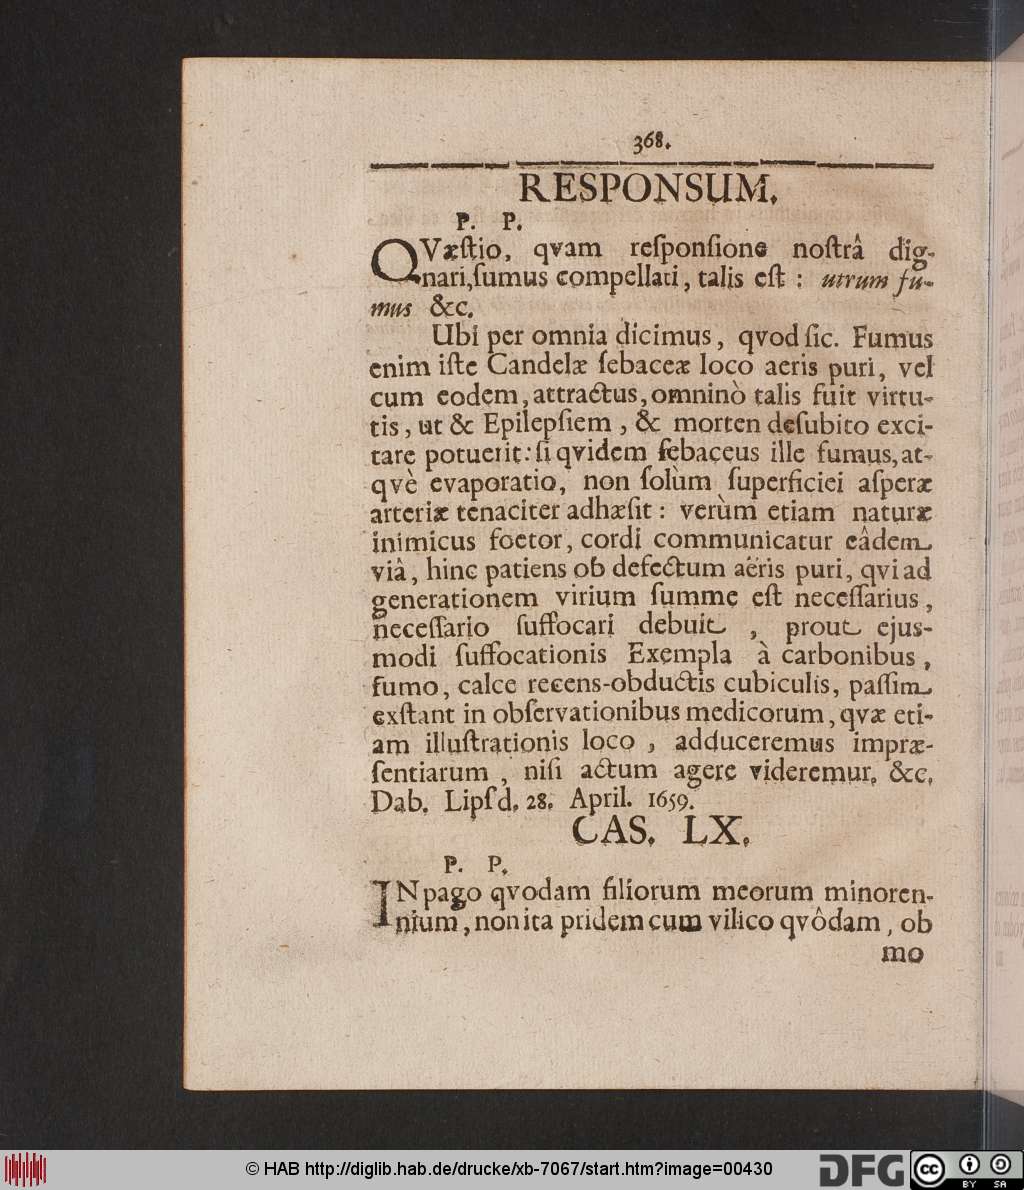 368.
RESPONSUM.
P. P.
QVæſtio, qvam reſponſione noſtrâ dig-
nari,ſumus compellati, talis eſt : utrum fu-
mus &c.
Ubi per omnia dicimus, qvod ſic. Fumus
enim iſte Candelæ ſebaceæ loco aeris puri, vel
cum eodem, attractus, omninò talis fuit virtu-
tis, ut & Epilepſiem, & morten deſubito exci-
tare potuerit: ſi qvidem ſebaceus ille fumus, at-
qvè evaporatio, non ſolùm ſuperficiei aſperæ
arteriæ tenaciter adhæſit : verùm etiam naturæ
inimicus foetor, cordi communicatur eâdem
viâ, hinc patiens ob defectum aëris puri, qvi ad
generationem virium ſumme eſt neceſſarius,
neceſſario ſuffocari debuit, prout ejus-
modi ſuffocationis Exempla à carbonibus,
fumo, calce recens-obductis cubiculis, paſſim
exſtant in obſervationibus medicorum, qvæ eti-
am illuſtrationis loco, adduceremus impræ-
ſentiarum, niſi actum agere videremur. &c.
Dab. Lipſd. 28. April. 1659.
CAS. LX.
P. P.
IN pago qvodam filiorum meorum minoren-
nium, non ita pridem cum vilico qvôdam, ob
mo
© HAB http://diglib.hab.de/drucke/xb-7067/start.htm?image=00430
DFG
cc BY SA